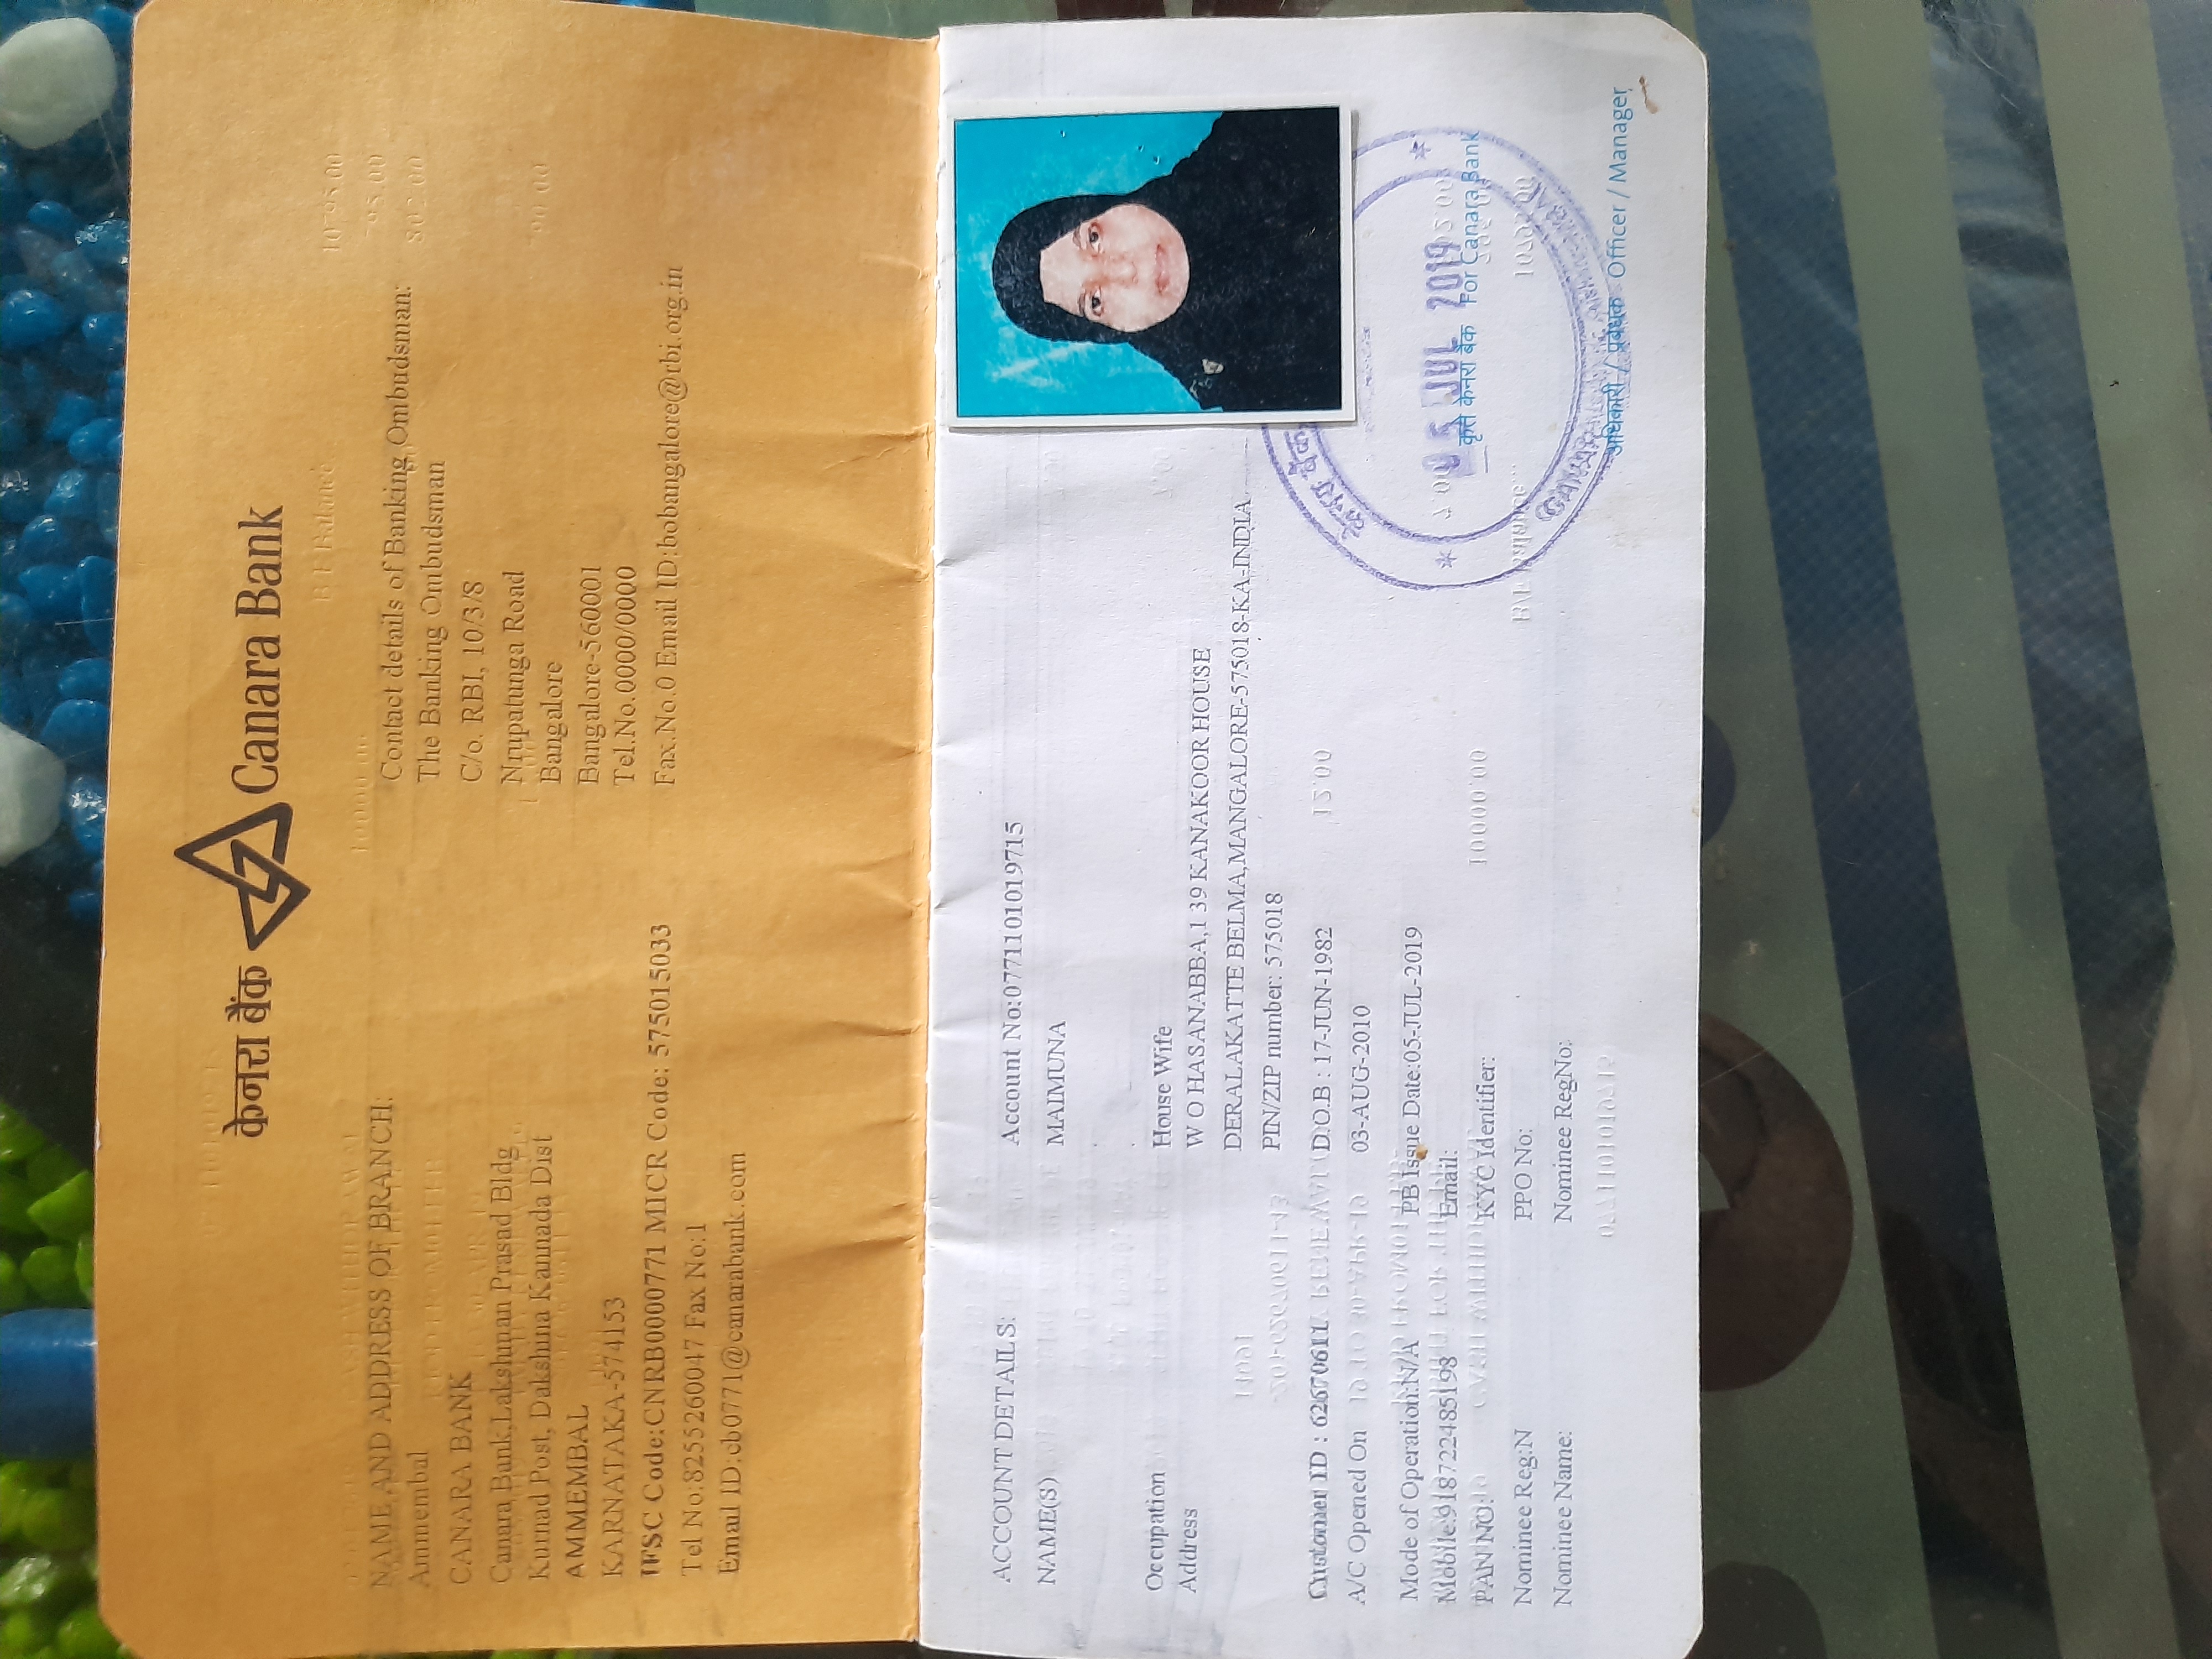 केनरा बैंक Canara Bank
NAME AND ADDRESS OF BRANCH:
Ammembal
CANARA BANK
Canara Bank,Lakshman Prasad Bldg
Kurnad Post, Dakshina Kannada Dist
AMMEMBAL
KARNATAKA-574153
IFSC Code:CNRB0000771 MICR Code: 575015033
Tel No:8255260047 Fax No:1
Email ID:cb0771@canarabank.com
Contact details of Banking Ombudsman:
The Banking Ombudsman
C/o. RBI, 10/3/8
Nrupatunga Road
Bangalore
Bangalore-560001
Tel.No.0000/0000
Fax.No.0 Email ID:bobangalore@rbi.org.in
ACCOUNT DETAILS: Account No:0771101019715
NAME(S) MAIMUNA
Occupation House Wife
Address W O HASANABBA,1 39 KANAKOOR HOUSE
DERALAKATTE BELMA,MANGALORE-575018-KA-INDIA
PIN/ZIP number: 575018
Customer ID : 62670611 D.O.B : 17-JUN-1982
A/C Opened On 03-AUG-2010
Mode of Operation:N/A PB Issue Date:05-JUL-2019
Mobile:918722485198 Email:
PAN NO: KYC Identifier:
Nominee Reg:N PPO No:
Nominee Name: Nominee RegNo:
केनरा बैंक
05 JUL 2019
कृते केनरा बैंक For Canara Bank
अधिकारी / प्रबंधक Officer / Manager